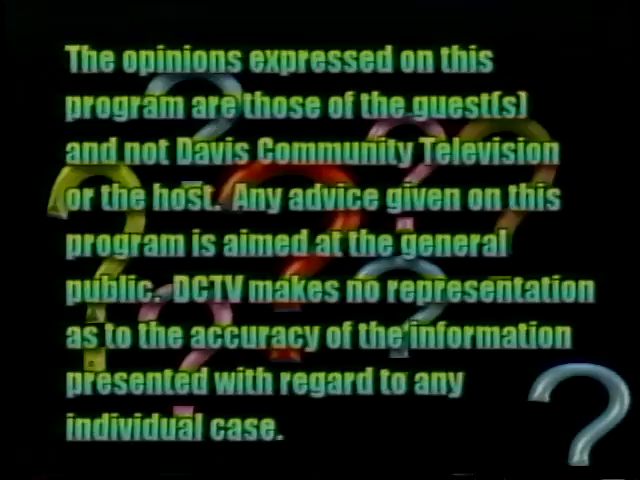 The opinions expressed on this
program are those of the guest(s)
and not Davis Community Television
or the host.  Any advice given on this
program is aimed at the general
public.  DCTV makes no representation
as to the accuracy of the information
presented with regard to any
individual case.